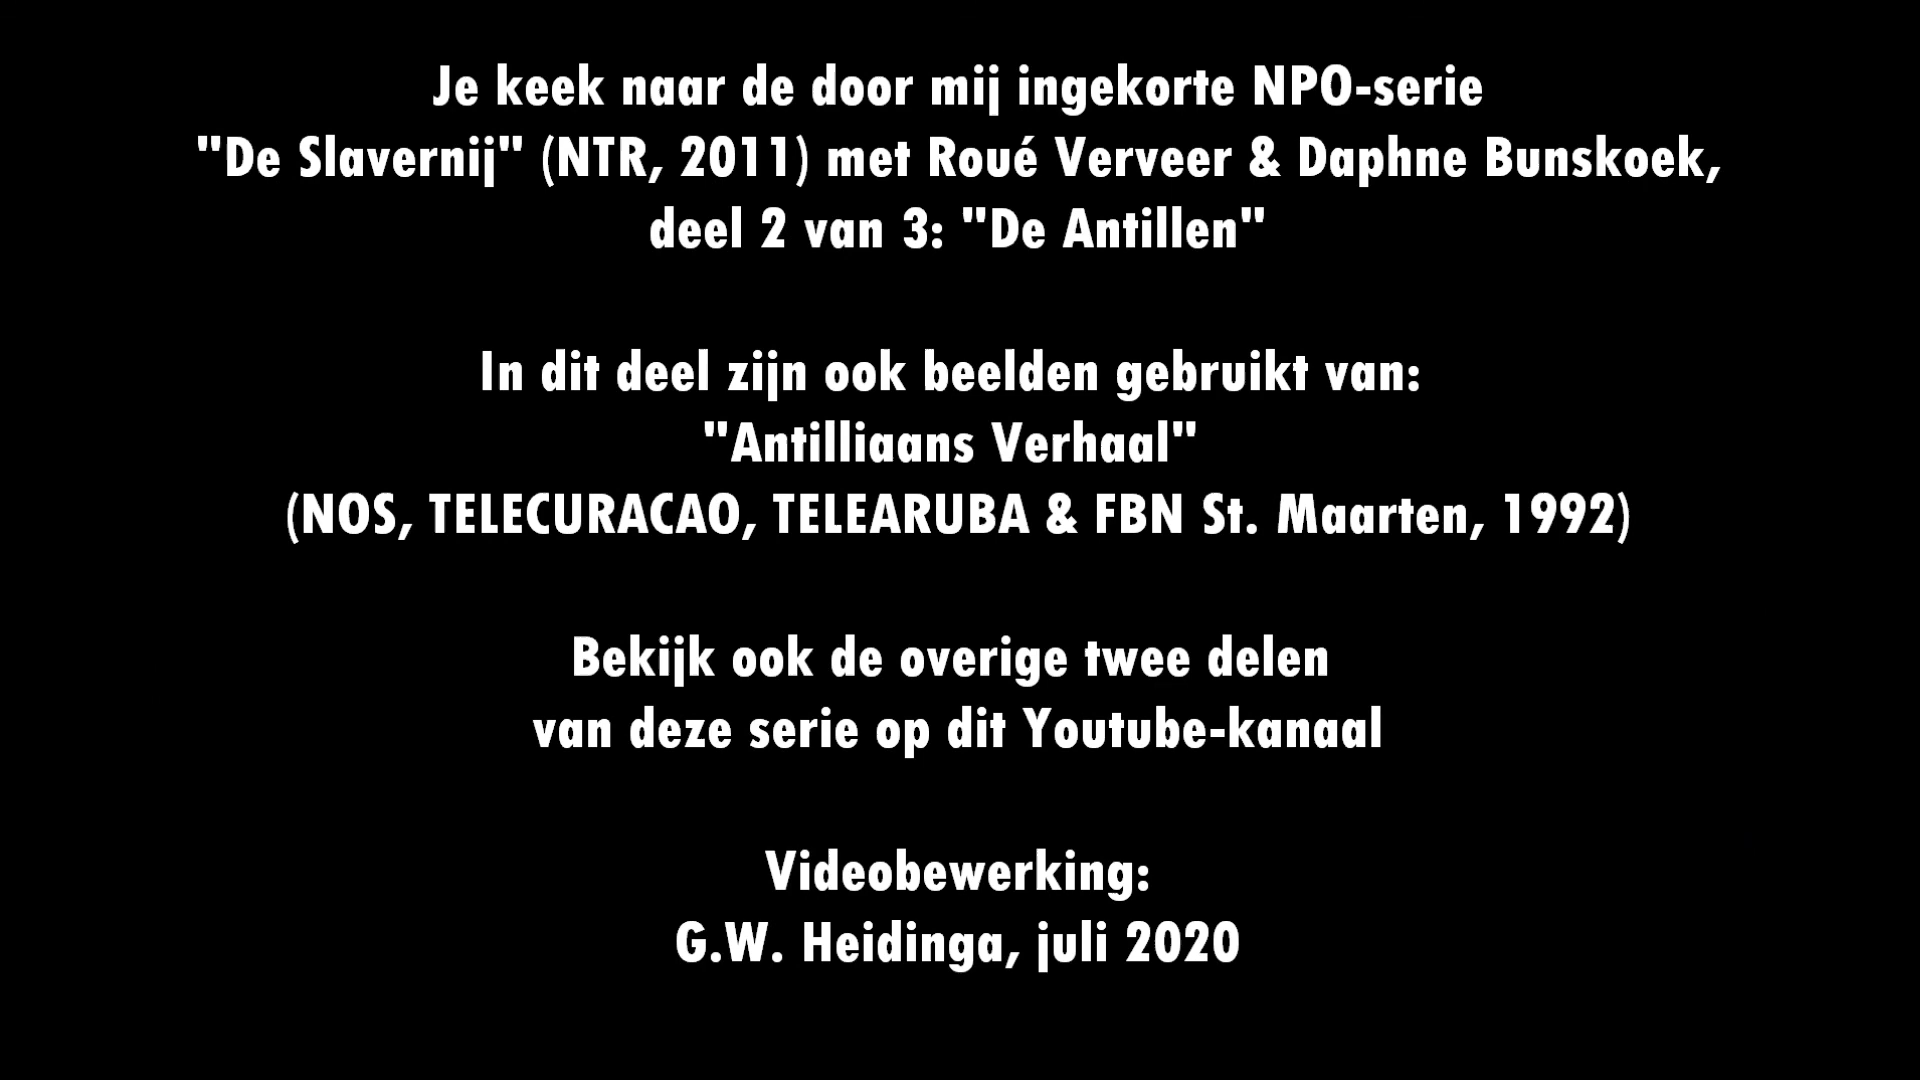 Je keek naar de door mij ingekorte NPO-serie
"De Slavernij" (NTR, 2011) met Roué Verveer & Daphne Bunskoek,
deel 2 van 3: "De Antillen"
In dit deel zijn ook beelden gebruikt van:
"Antilliaans Verhaal"
(NOS, TELECURACAO, TELEARUBA & FBN St. Maarten, 1992)
Bekijk ook de overige twee delen
van deze serie op dit Youtube-kanaal
Videobewerking:
G.W. Heidinga, juli 2020